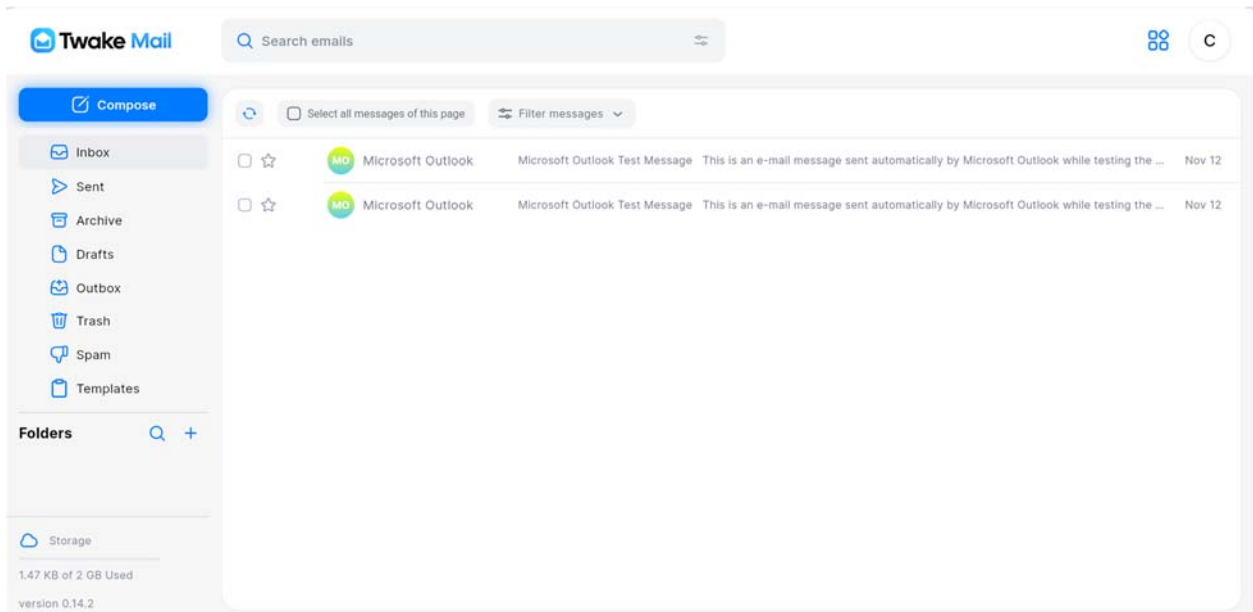 Twake Mail
Search emails
C
Compose
Select all messages of this page
Filter messages
Inbox
MO Microsoft Outlook Microsoft Outlook Test Message This is an e-mail message sent automatically by Microsoft Outlook while testing the ... Nov 12
Sent
MO Microsoft Outlook Microsoft Outlook Test Message This is an e-mail message sent automatically by Microsoft Outlook while testing the ... Nov 12
Archive
Drafts
Outbox
Trash
Spam
Templates
Folders
Storage
1.47 KB of 2 GB Used
version 0.14.2